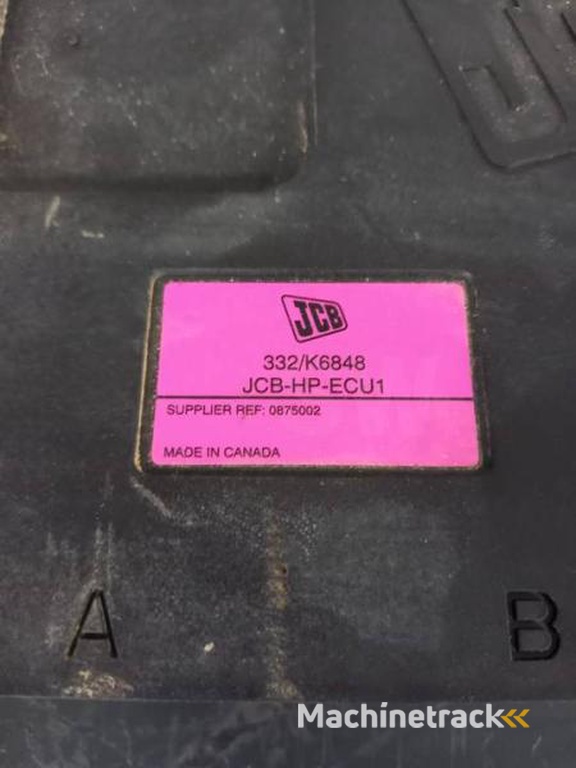 JCB
332/K6848
JCB-HP-ECU1
SUPPLIER REF: 0875002
MADE IN CANADA
A B
Machinetrack